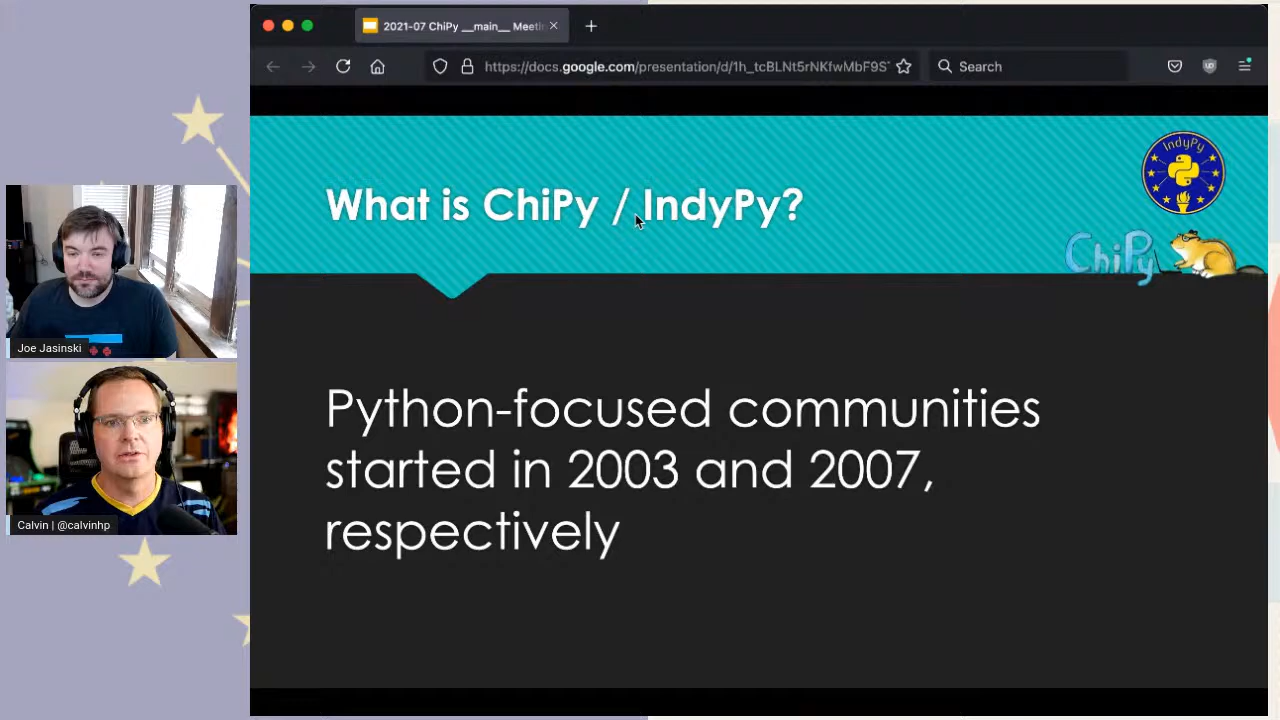 2021-07 ChiPy __main__ Meetin
https://docs.google.com/presentation/d/1h_tcBLNt5rNKfwMbF9S
Search
What is ChiPy / IndyPy?
IndyPy
ChiPy
Python-focused communities
started in 2003 and 2007,
respectively
Joe Jasinski
Calvin | @calvinhp